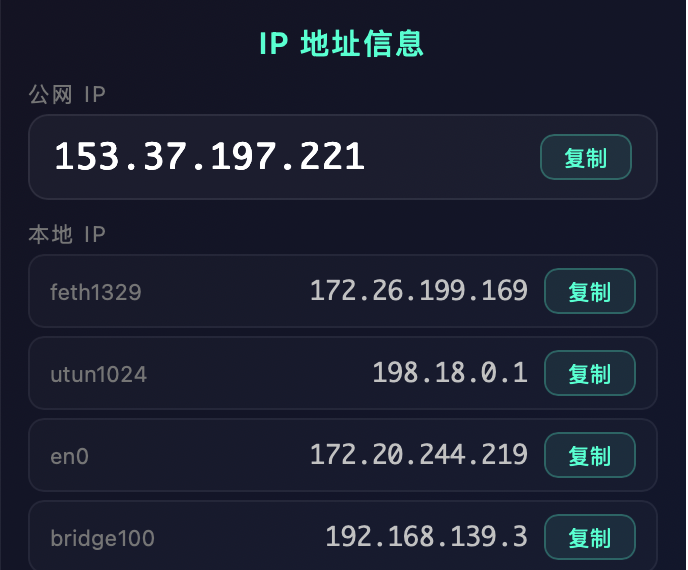 IP 地址信息
公网 IP
153.37.197.221 复制
本地 IP
feth1329 172.26.199.169 复制
utun1024 198.18.0.1 复制
en0 172.20.244.219 复制
bridge100 192.168.139.3 复制